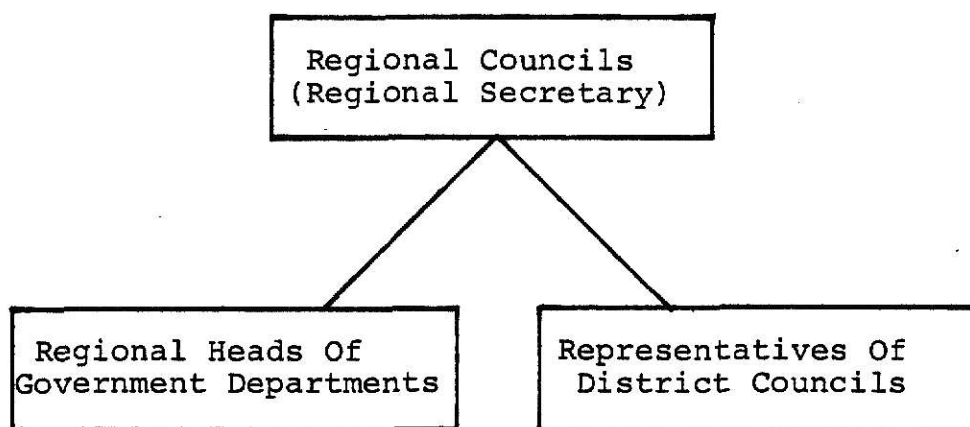 Regional Councils
(Regional Secretary)
Regional Heads Of
Government Departments
Representatives Of
District Councils